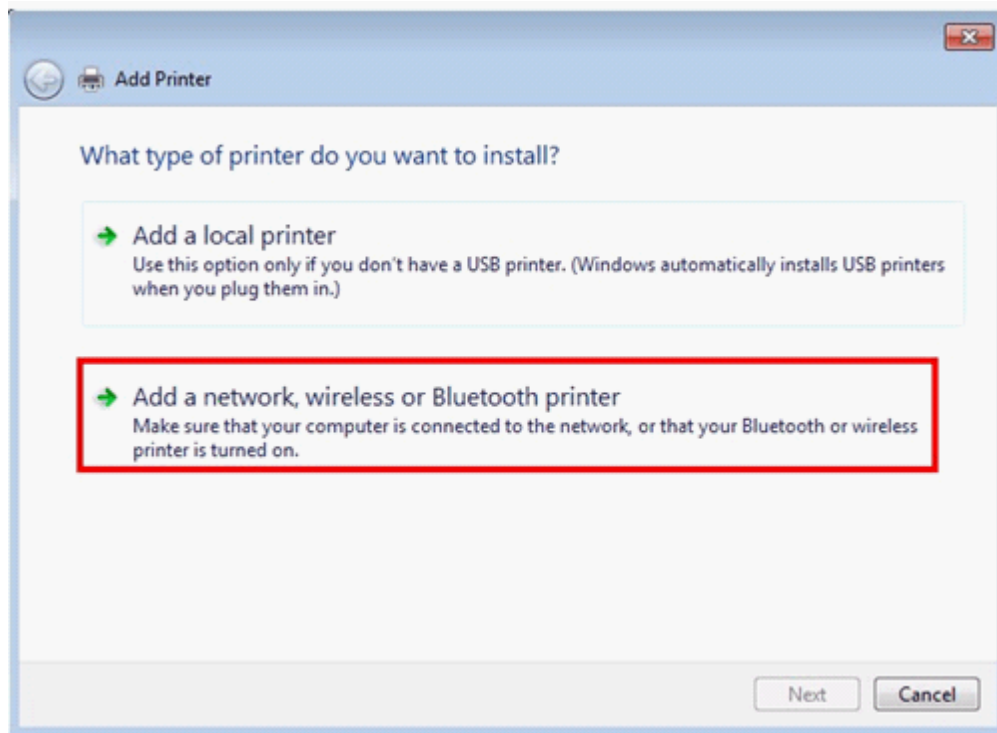 Add Printer
What type of printer do you want to install?
Add a local printer
Use this option only if you don't have a USB printer. (Windows automatically installs USB printers
when you plug them in.)
Add a network, wireless or Bluetooth printer
Make sure that your computer is connected to the network, or that your Bluetooth or wireless
printer is turned on.
Next Cancel